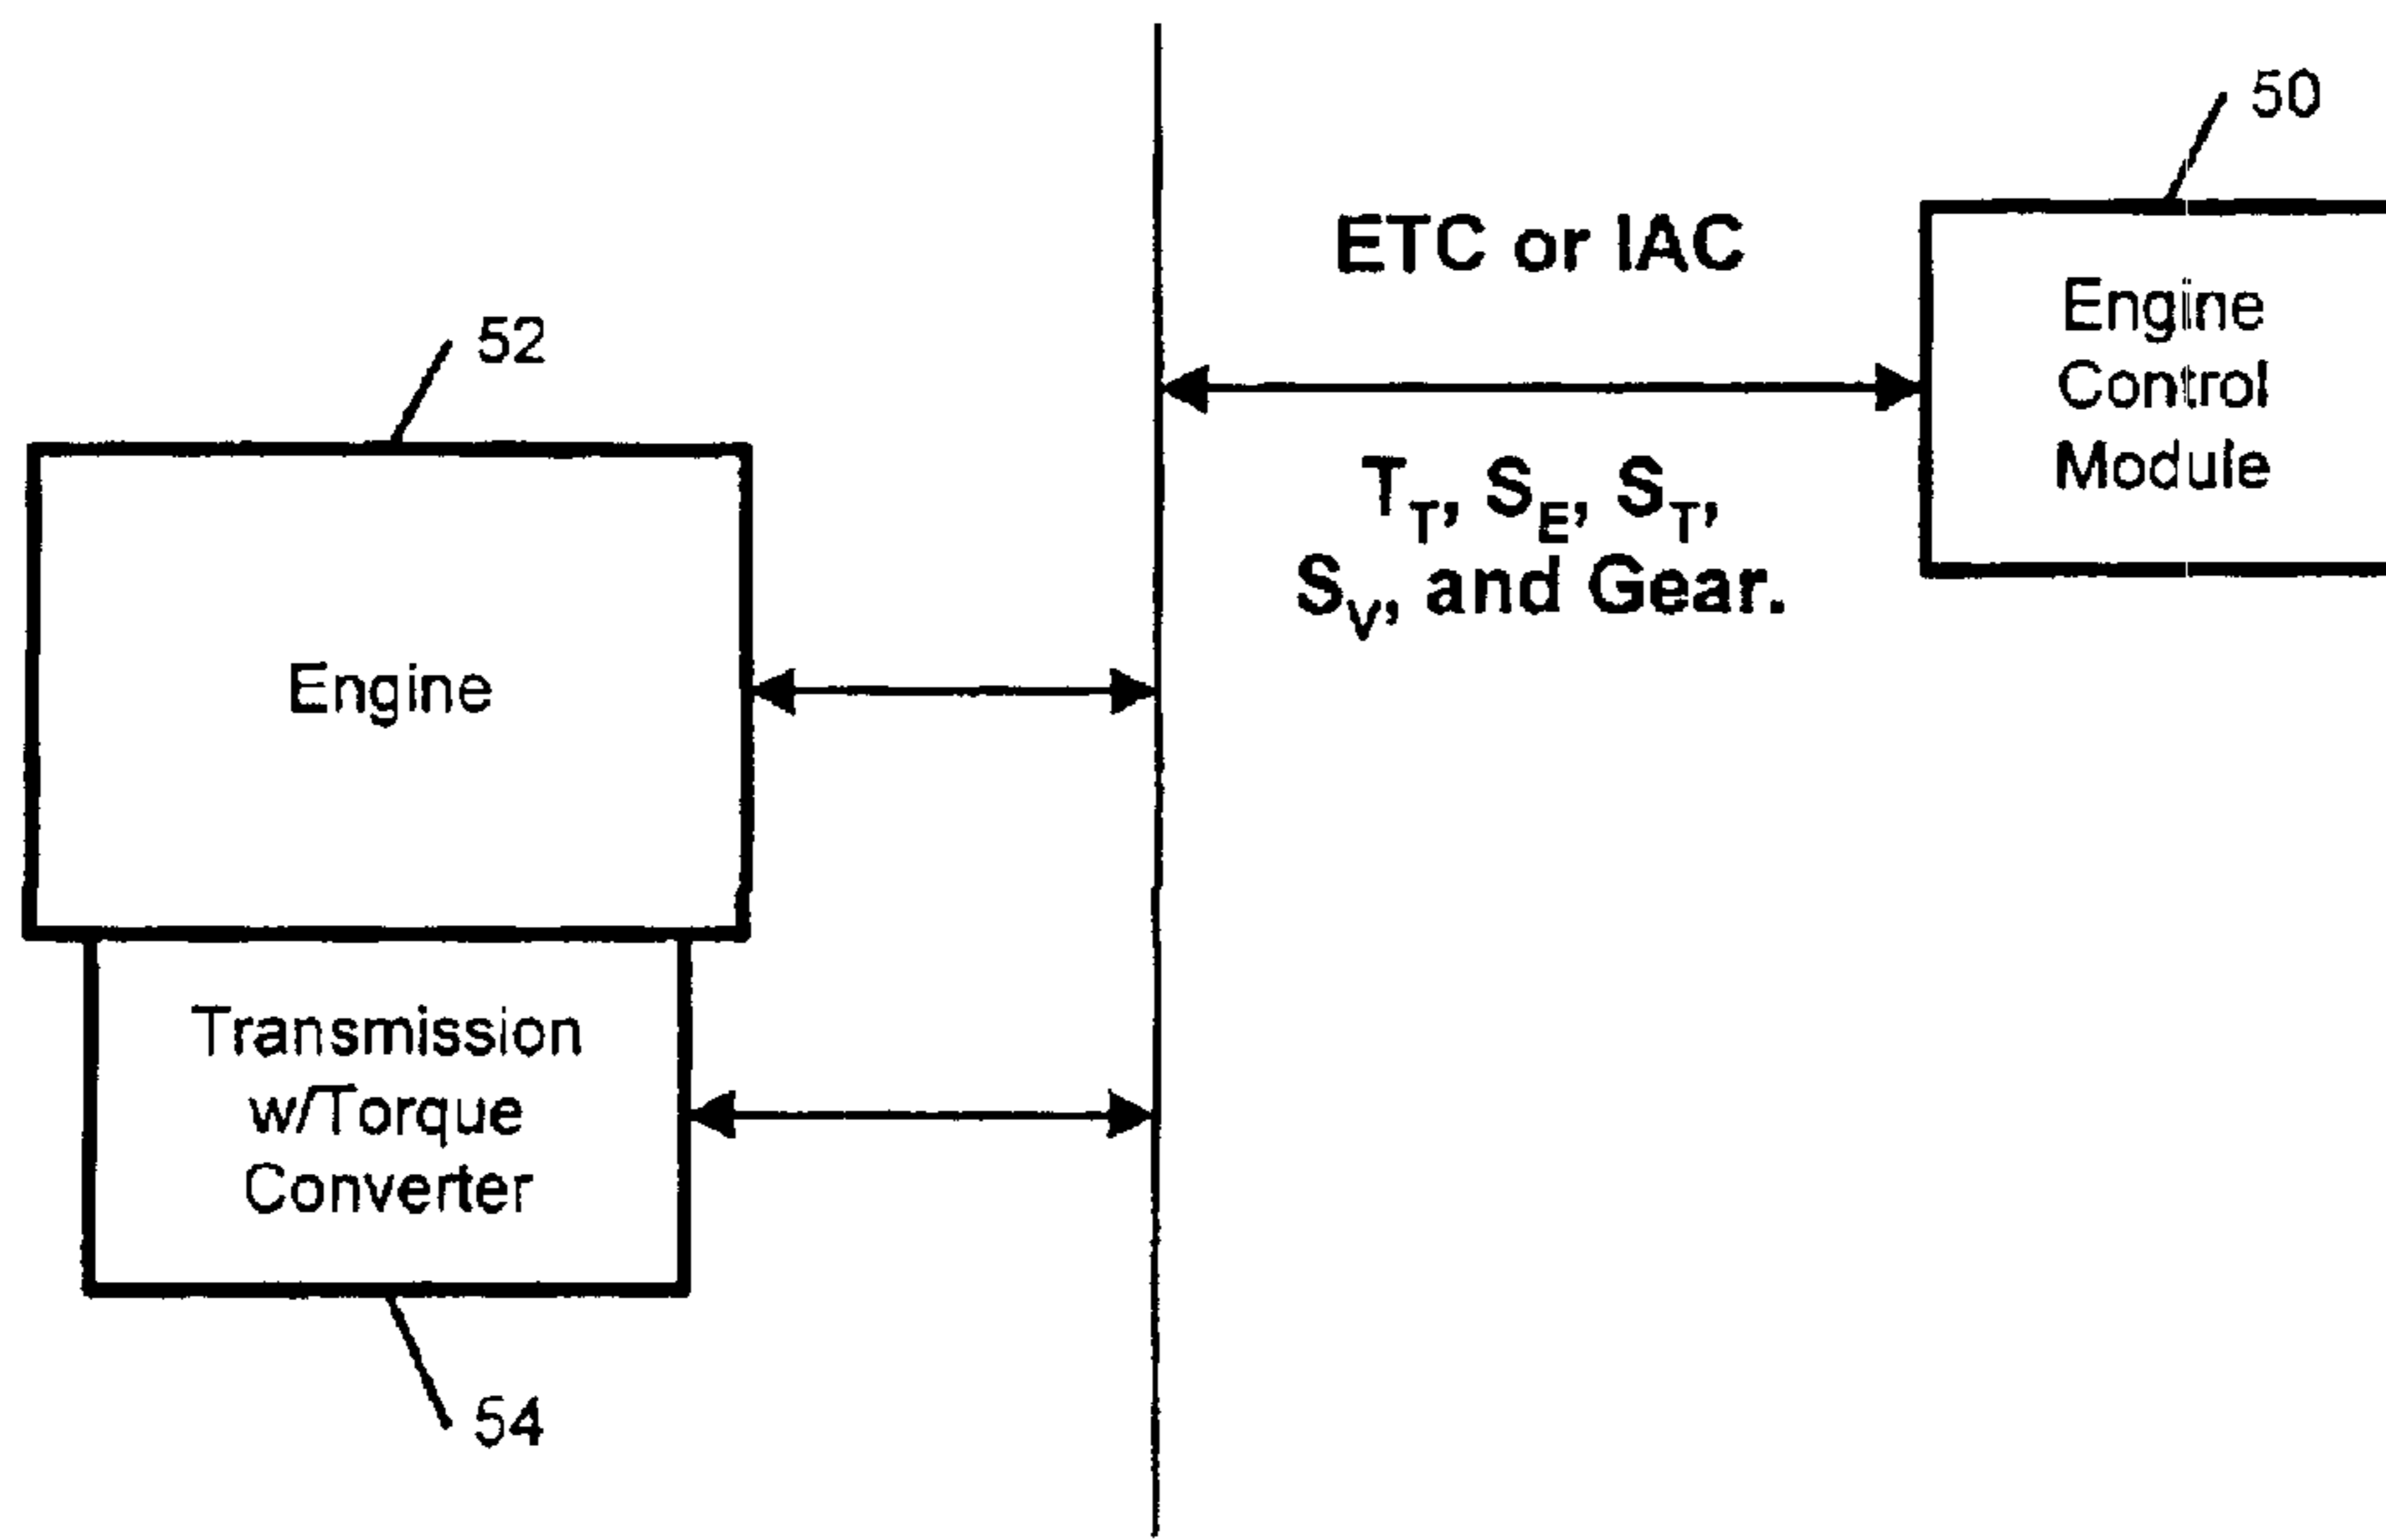 50
ETC or IAC
Engine
Control
Module
52
T_T, S_E, S_T,
S_V, and Gear.
Engine
Transmission
w/Torque
Converter
54